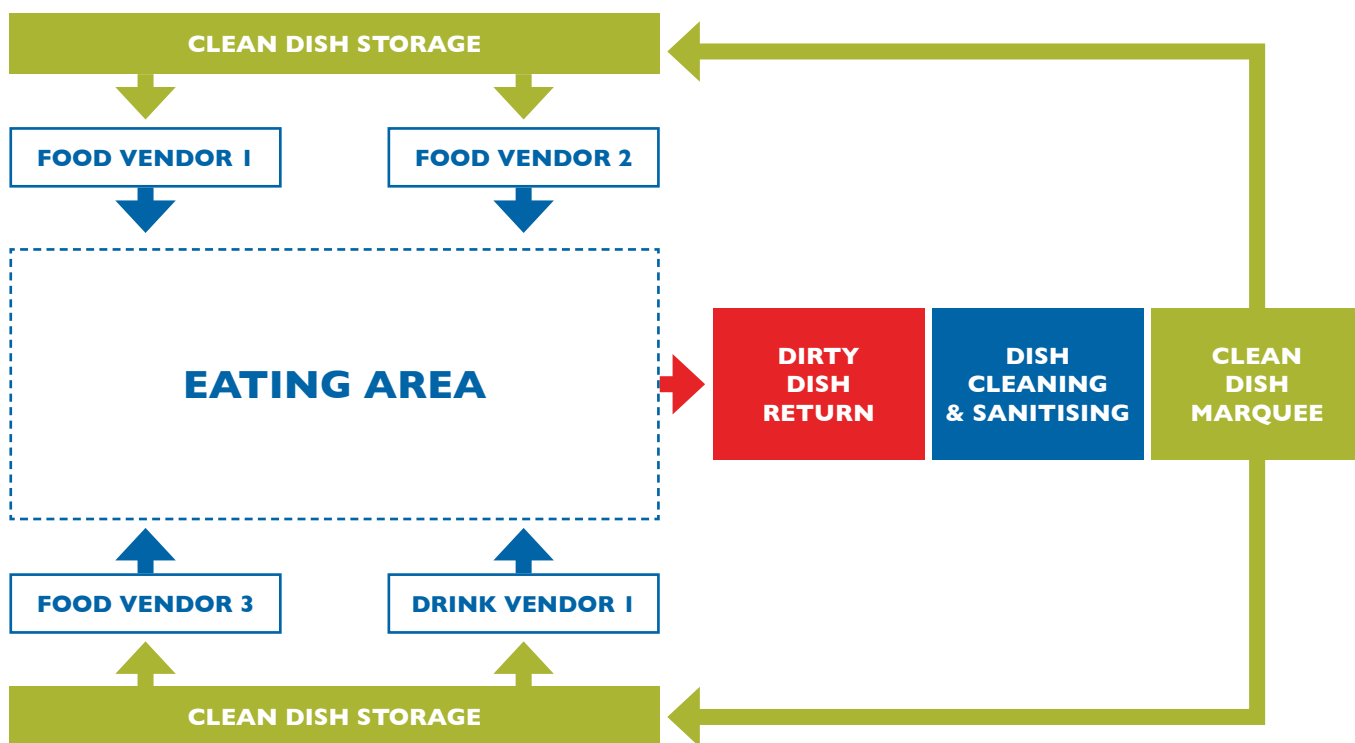 CLEAN DISH STORAGE
FOOD VENDOR 1
FOOD VENDOR 2
EATING AREA
DIRTY
DISH
RETURN
DISH
CLEANING
& SANITISING
CLEAN
DISH
MARQUEE
FOOD VENDOR 3
DRINK VENDOR 1
CLEAN DISH STORAGE